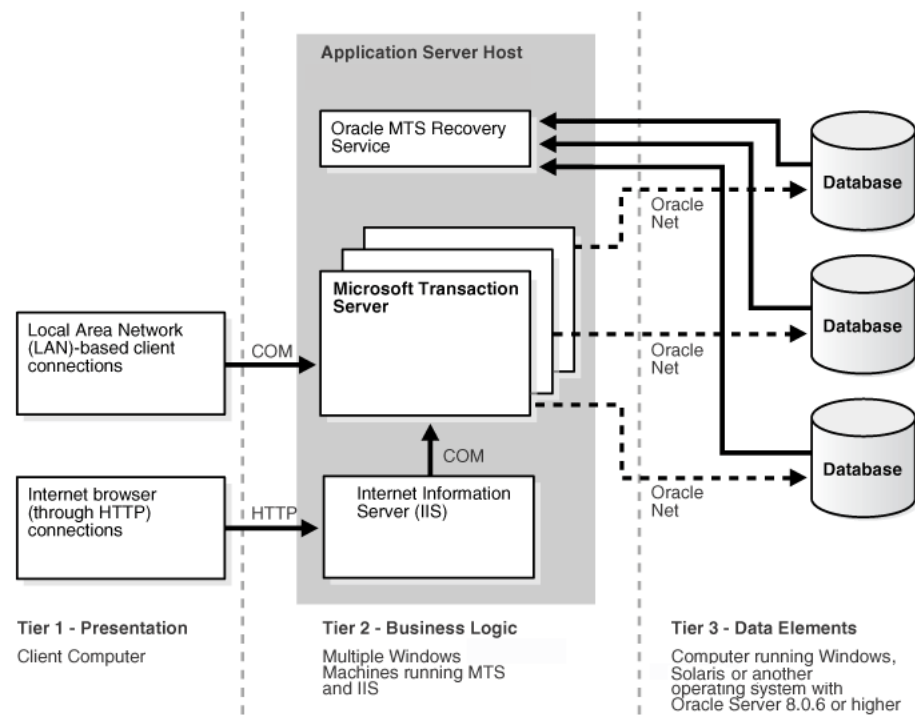 Application Server Host
Oracle MTS Recovery
Service
Database
Oracle
Net
Microsoft Transaction
Server
Database
Oracle
Net
Local Area Network
(LAN)-based client
connections
COM
Database
Oracle
Net
COM
Internet browser
(through HTTP)
connections
HTTP
Internet Information
Server (IIS)
Tier 1 - Presentation
Client Computer
Tier 2 - Business Logic
Multiple Windows
Machines running MTS
and IIS
Tier 3 - Data Elements
Computer running Windows,
Solaris or another
operating system with
Oracle Server 8.0.6 or higher